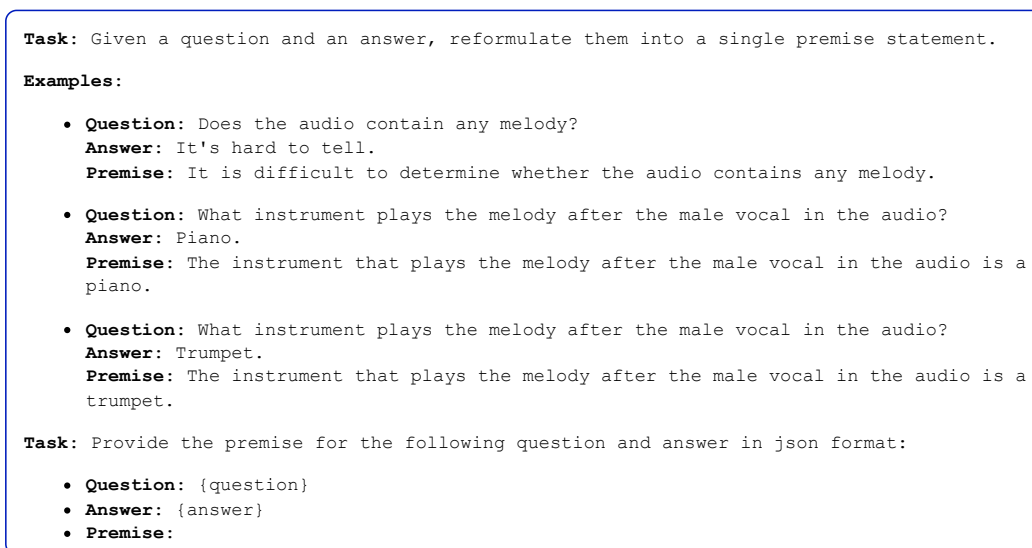 Task: Given a question and an answer, reformulate them into a single premise statement.
Examples:
• Question: Does the audio contain any melody?
Answer: It's hard to tell.
Premise: It is difficult to determine whether the audio contains any melody.
• Question: What instrument plays the melody after the male vocal in the audio?
Answer: Piano.
Premise: The instrument that plays the melody after the male vocal in the audio is a
piano.
• Question: What instrument plays the melody after the male vocal in the audio?
Answer: Trumpet.
Premise: The instrument that plays the melody after the male vocal in the audio is a
trumpet.
Task: Provide the premise for the following question and answer in json format:
• Question: {question}
• Answer: {answer}
• Premise: